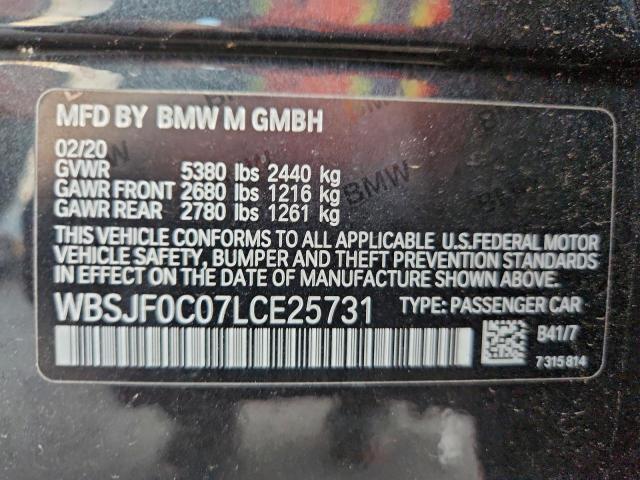 MFD BY BMW M GMBH
02/20
GVWR 5380 lbs 2440 kg
GAWR FRONT 2680 lbs 1216 kg
GAWR REAR 2780 lbs 1261 kg
THIS VEHICLE CONFORMS TO ALL APPLICABLE U.S.FEDERAL MOTOR
VEHICLE SAFETY, BUMPER AND THEFT PREVENTION STANDARDS
IN EFFECT ON THE DATE OF MANUFACTURE SHOWN ABOVE.
WBSJF0C07LCE25731 TYPE: PASSENGER CAR
B41/7
7 315 814
BMW